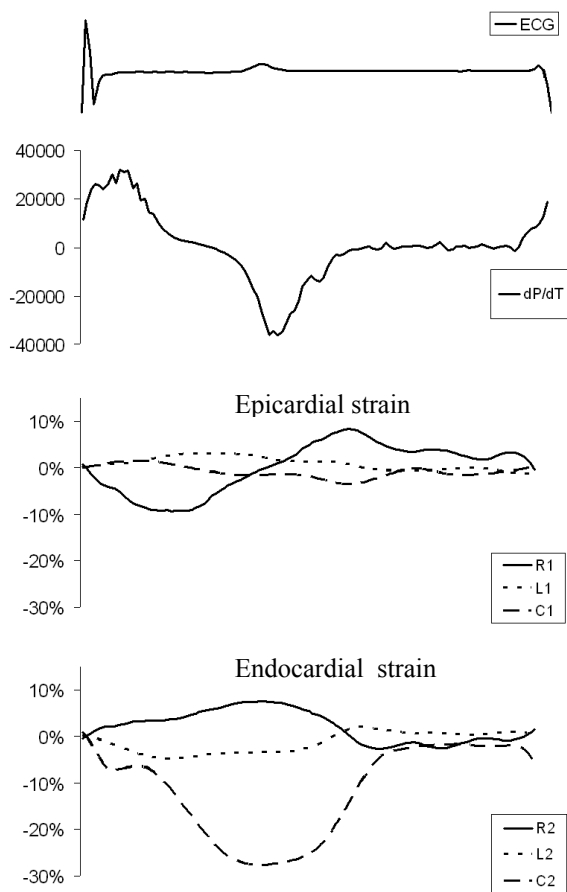 ECG
40000
20000
0
-20000
-40000
dP/dT
Epicardial strain
10%
0%
-10%
-20%
-30%
R1
L1
C1
Endocardial strain
10%
0%
-10%
-20%
-30%
R2
L2
C2